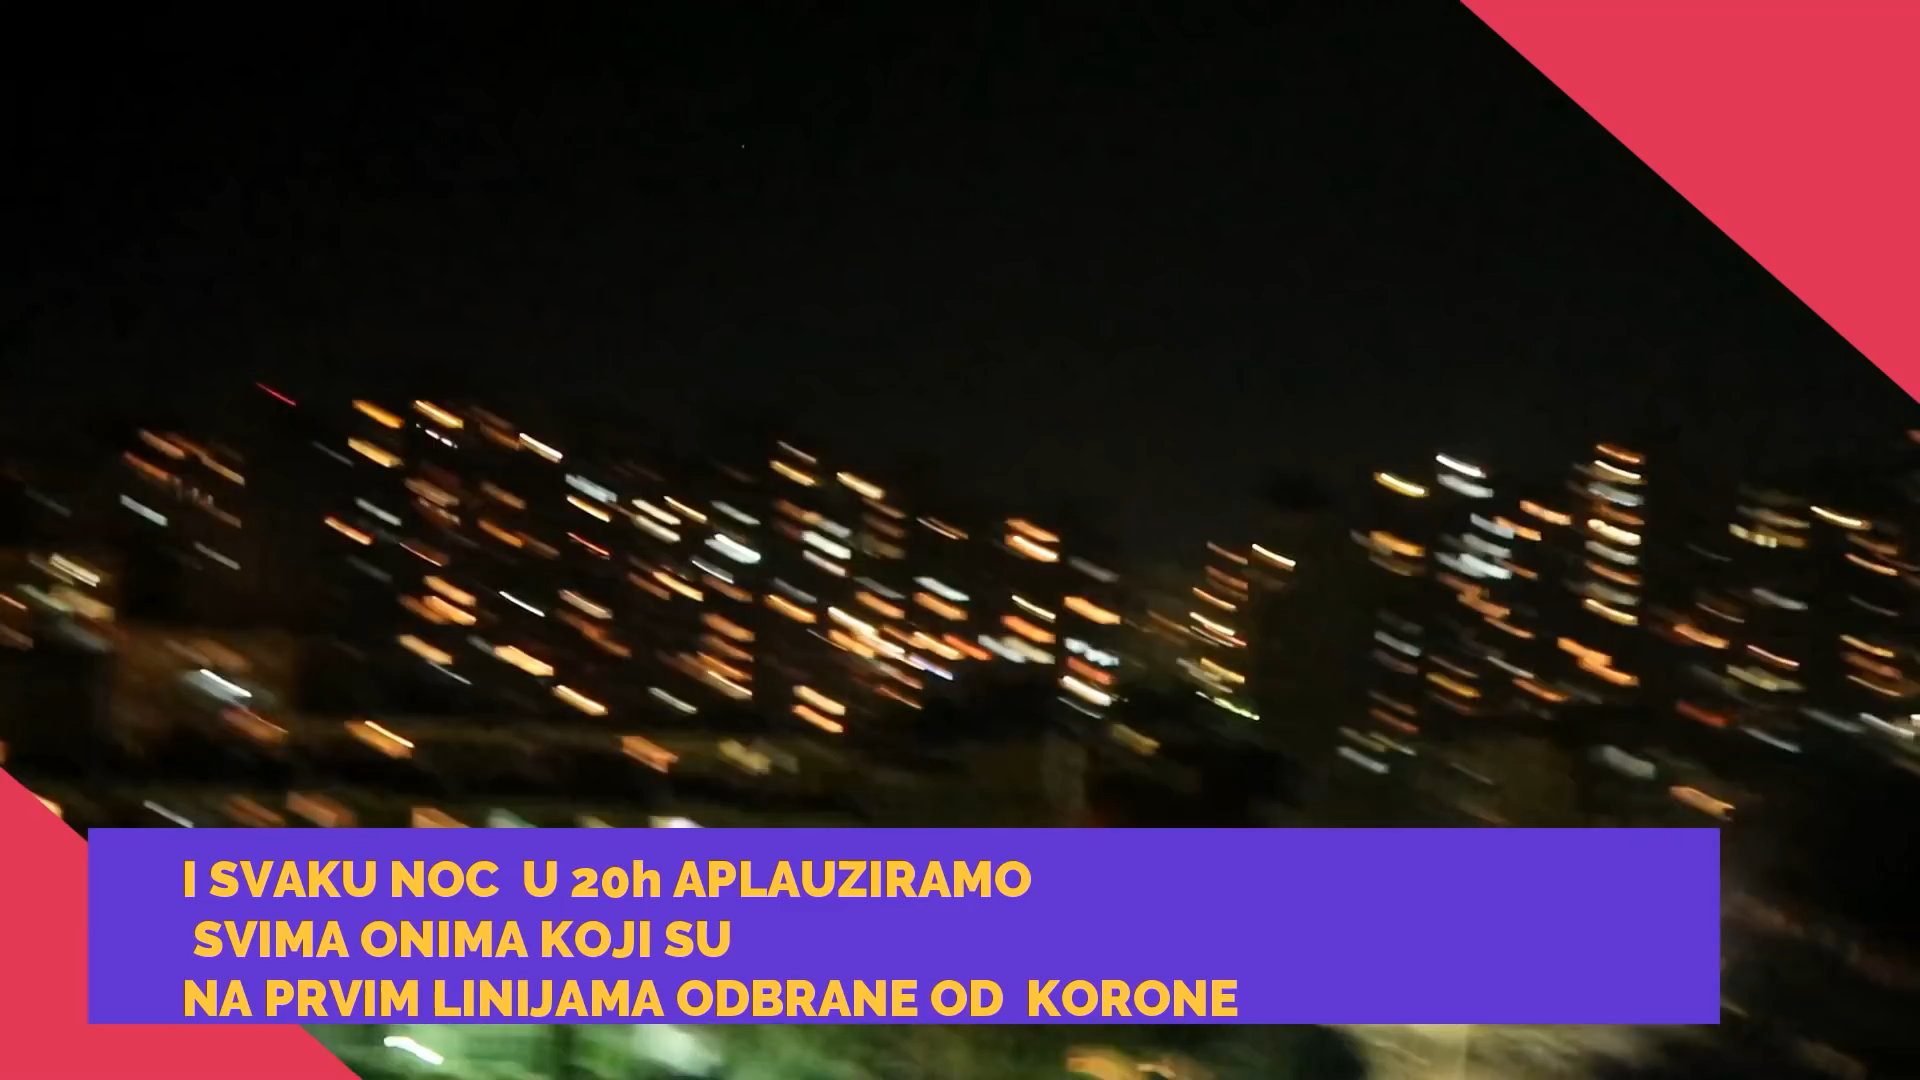 I SVAKU NOC U 20h APLAUZIRAMO
SVIMA ONIMA KOJI SU
NA PRVIM LINIJAMA ODBRANE OD KORONE